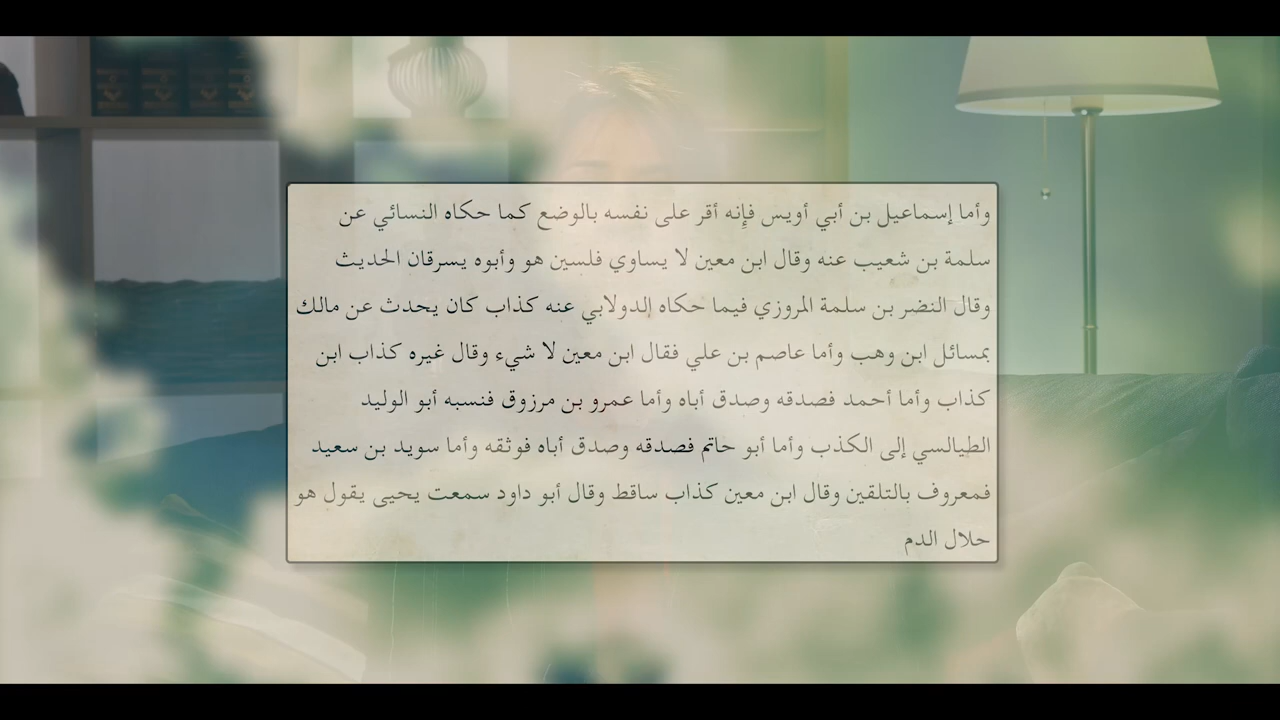 وأما إسماعيل بن أبي أويس فإنه أقر على نفسه بالوضع كما حكاه النسائي عن
سلمة بن شعيب عنه وقال ابن معين لا يساوي فلسين هو وأبوه يسرقان الحديث
وقال النضر بن سلمة المروزي فيما حكاه الدولابي عنه كذاب كان يحدث عن مالك
بمسائل ابن وهب وأما عاصم بن علي فقال ابن معين لا شيء وقال غيره كذاب ابن
كذاب وأما أحمد فصدقه وصدق أباه وأما عمرو بن مرزوق فنسبه أبو الوليد
الطيالسي إلى الكذب وأما أبو حاتم فصدقه وصدق أباه فوثقه وأما سويد بن سعيد
فمعروف بالتلقين وقال ابن معين كذاب ساقط وقال أبو داود سمعت يحيى يقول هو
حلال الدم